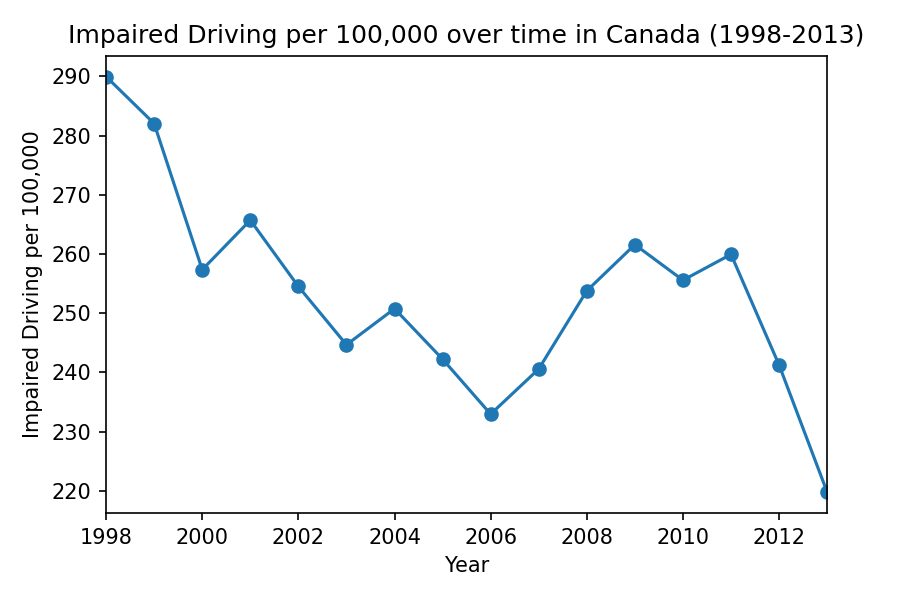 Impaired Driving per 100,000 over time in Canada (1998-2013)
Impaired Driving per 100,000
290
280
270
260
250
240
230
220
1998 2000 2002 2004 2006 2008 2010 2012
Year